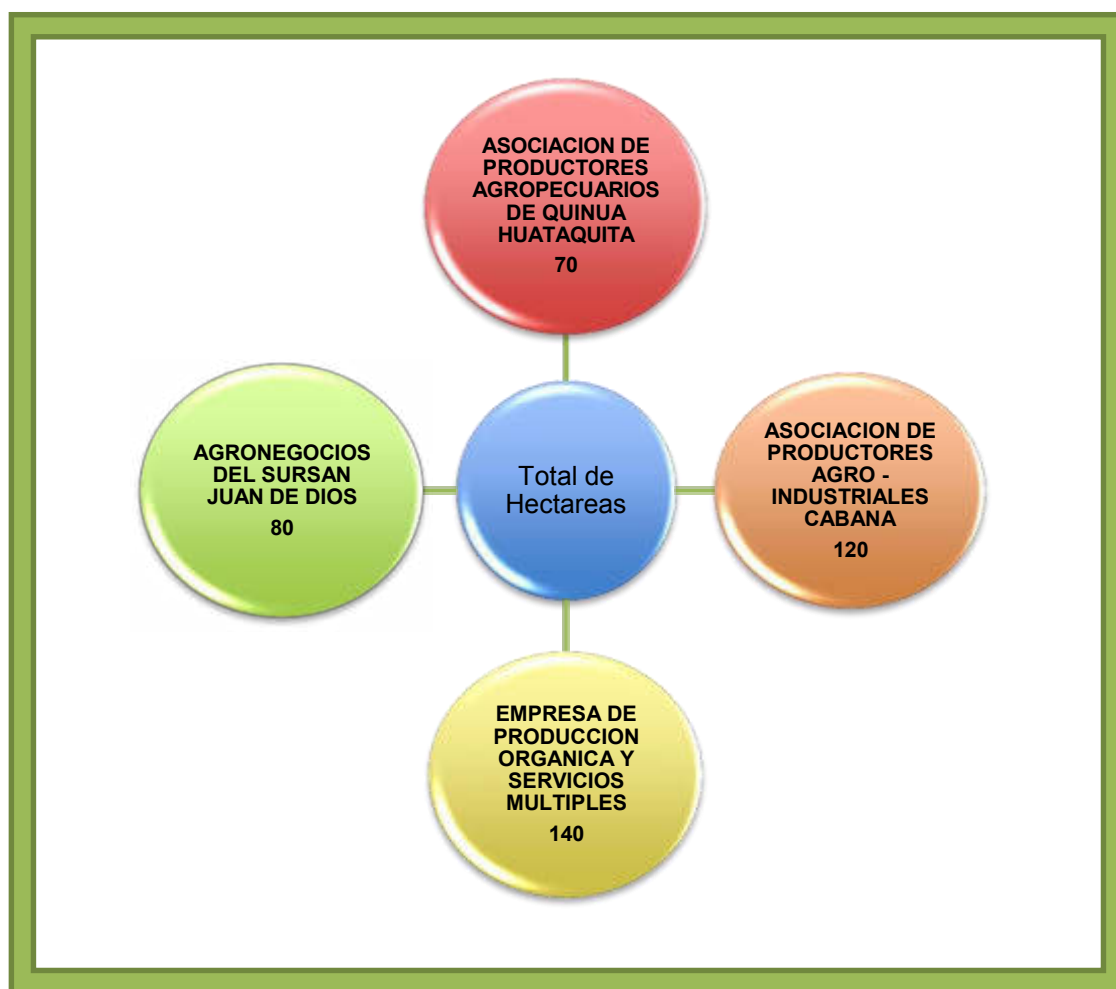 ASOCIACION DE
PRODUCTORES
AGROPECUARIOS
DE QUINUA
HUATAQUITA
70
AGRONEGOCIOS
DEL SURSAN
JUAN DE DIOS
80
Total de
Hectareas
ASOCIACION DE
PRODUCTORES
AGRO -
INDUSTRIALES
CABANA
120
EMPRESA DE
PRODUCCION
ORGANICA Y
SERVICIOS
MULTIPLES
140